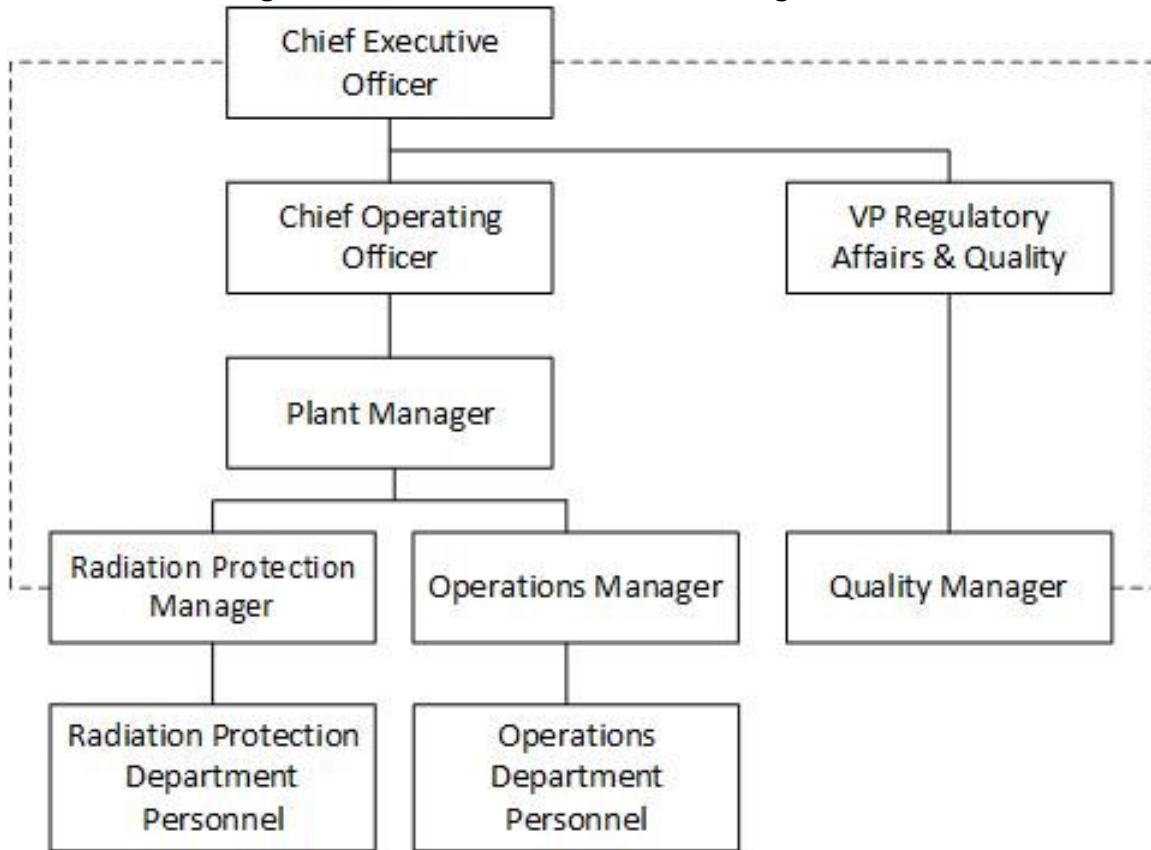 Chief Executive
Officer
Chief Operating
Officer
VP Regulatory
Affairs & Quality
Plant Manager
Radiation Protection
Manager
Operations Manager
Quality Manager
Radiation Protection
Department
Personnel
Operations
Department
Personnel